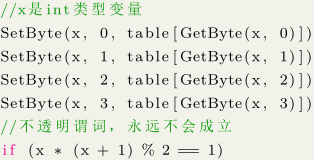 //x是int类型变量
SetByte(x, 0, table[GetByte(x, 0)])
SetByte(x, 1, table[GetByte(x, 1)])
SetByte(x, 2, table[GetByte(x, 2)])
SetByte(x, 3, table[GetByte(x, 3)])
//不透明谓词，永远不会成立
if (x * (x + 1) % 2 == 1)